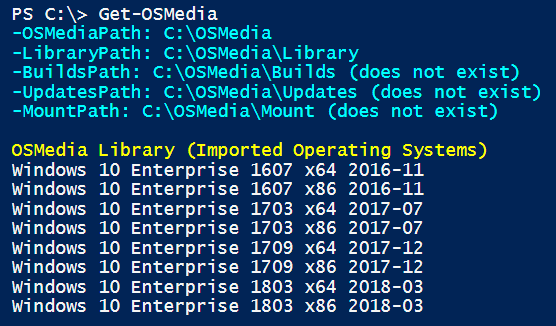 PS C:\> Get-OSMedia
-OSMediaPath: C:\OSMedia
-LibraryPath: C:\OSMedia\Library
-BuildsPath: C:\OSMedia\Builds (does not exist)
-UpdatesPath: C:\OSMedia\Updates (does not exist)
-MountPath: C:\OSMedia\Mount (does not exist)
OSMedia Library (Imported Operating Systems)
Windows 10 Enterprise 1607 x64 2016-11
Windows 10 Enterprise 1607 x86 2016-11
Windows 10 Enterprise 1703 x64 2017-07
Windows 10 Enterprise 1703 x86 2017-07
Windows 10 Enterprise 1709 x64 2017-12
Windows 10 Enterprise 1709 x86 2017-12
Windows 10 Enterprise 1803 x64 2018-03
Windows 10 Enterprise 1803 x86 2018-03